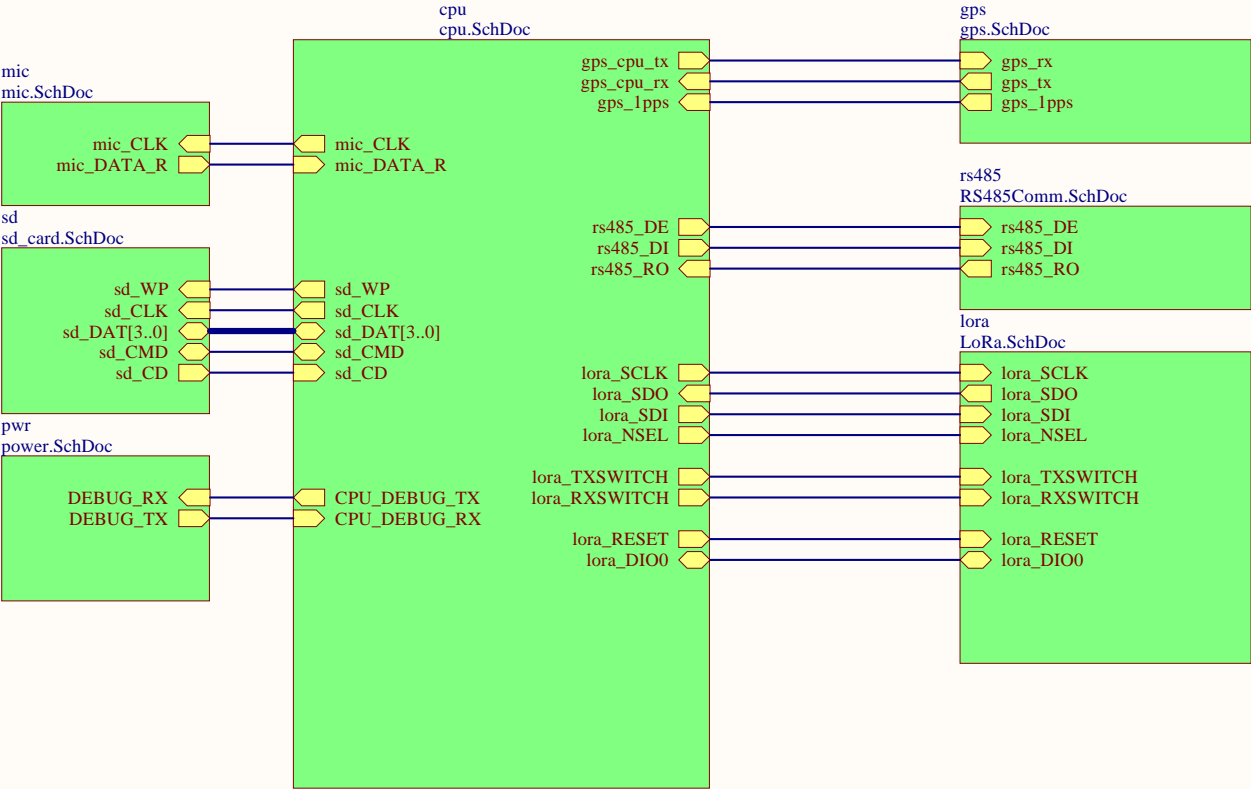 cpu
cpu.SchDoc
gps_cpu_tx
gps_cpu_rx
gps_1pps
mic_CLK
mic_DATA_R
rs485_DE
rs485_DI
rs485_RO
sd_WP
sd_CLK
sd_DAT[3..0]
sd_CMD
sd_CD
lora_SCLK
lora_SDO
lora_SDI
lora_NSEL
lora_TXSWITCH
lora_RXSWITCH
CPU_DEBUG_TX
CPU_DEBUG_RX
lora_RESET
lora_DIO0
mic
mic.SchDoc
mic_CLK
mic_DATA_R
sd
sd_card.SchDoc
sd_WP
sd_CLK
sd_DAT[3..0]
sd_CMD
sd_CD
pwr
power.SchDoc
DEBUG_RX
DEBUG_TX
gps
gps.SchDoc
gps_rx
gps_tx
gps_1pps
rs485
RS485Comm.SchDoc
rs485_DE
rs485_DI
rs485_RO
lora
LoRa.SchDoc
lora_SCLK
lora_SDO
lora_SDI
lora_NSEL
lora_TXSWITCH
lora_RXSWITCH
lora_RESET
lora_DIO0